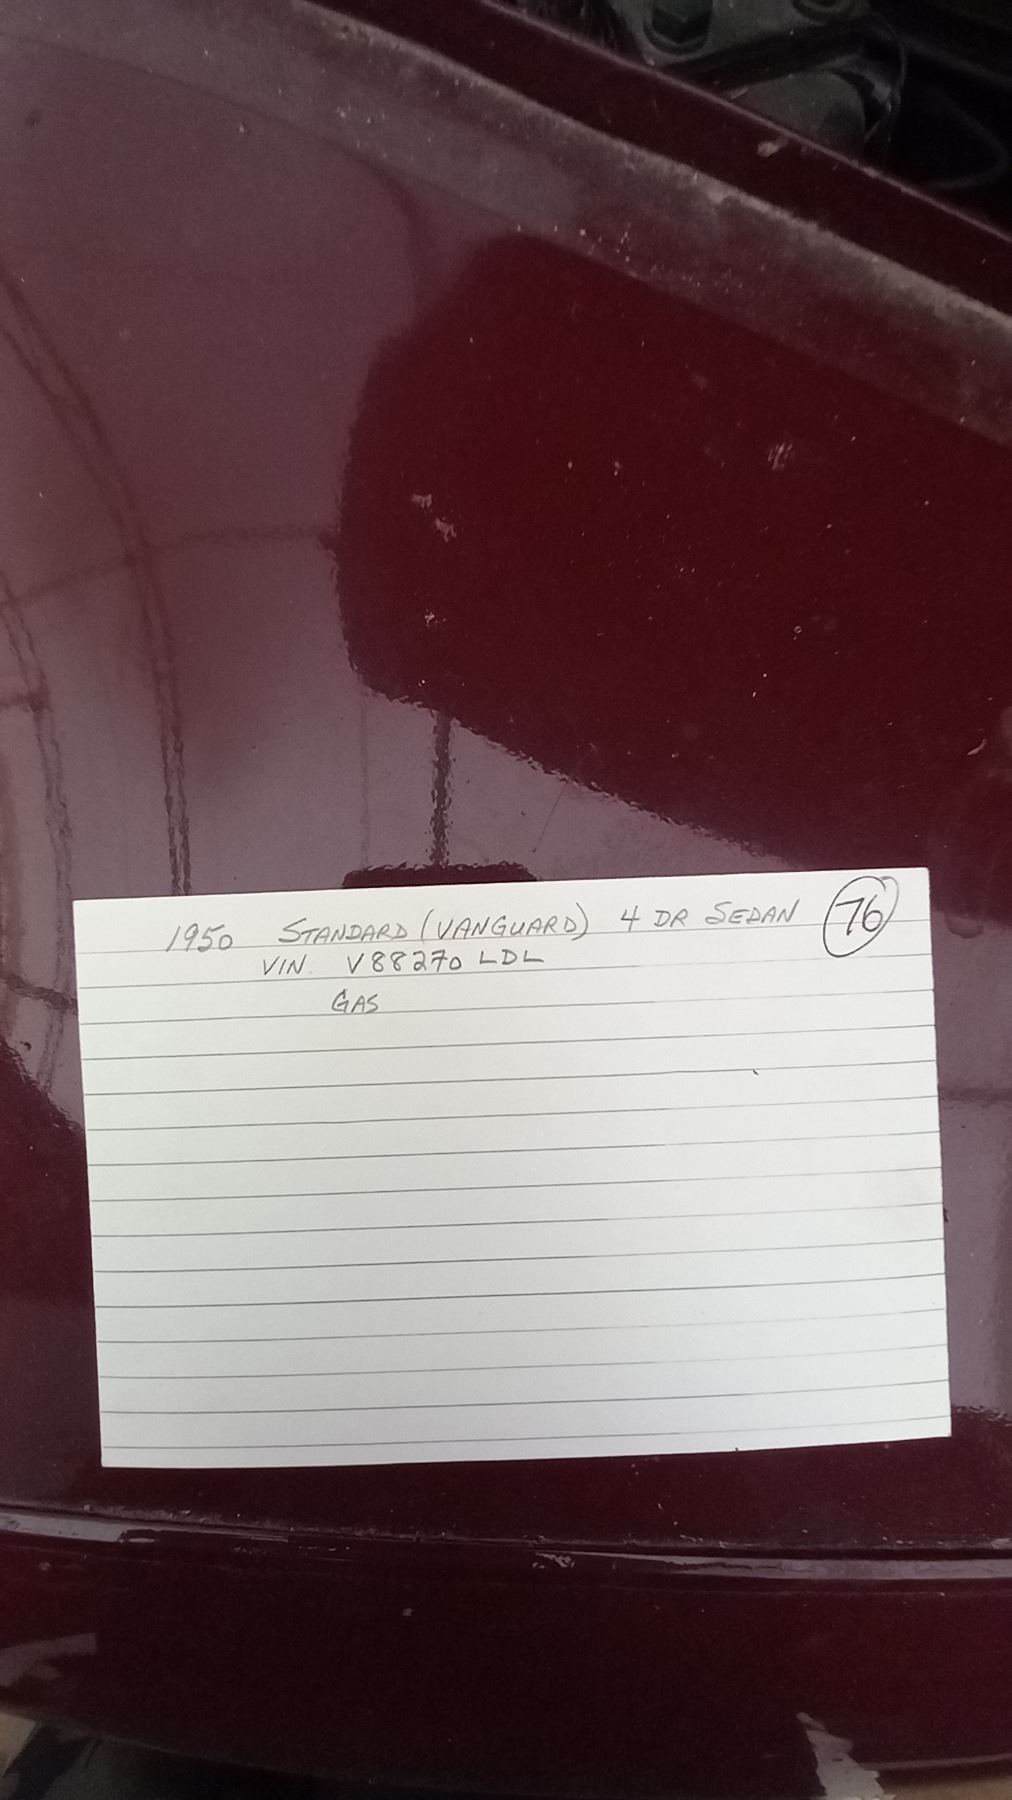 1950 STANDARD (VANGUARD) 4 DR SEDAN 76
VIN. V88270 LDL
GAS